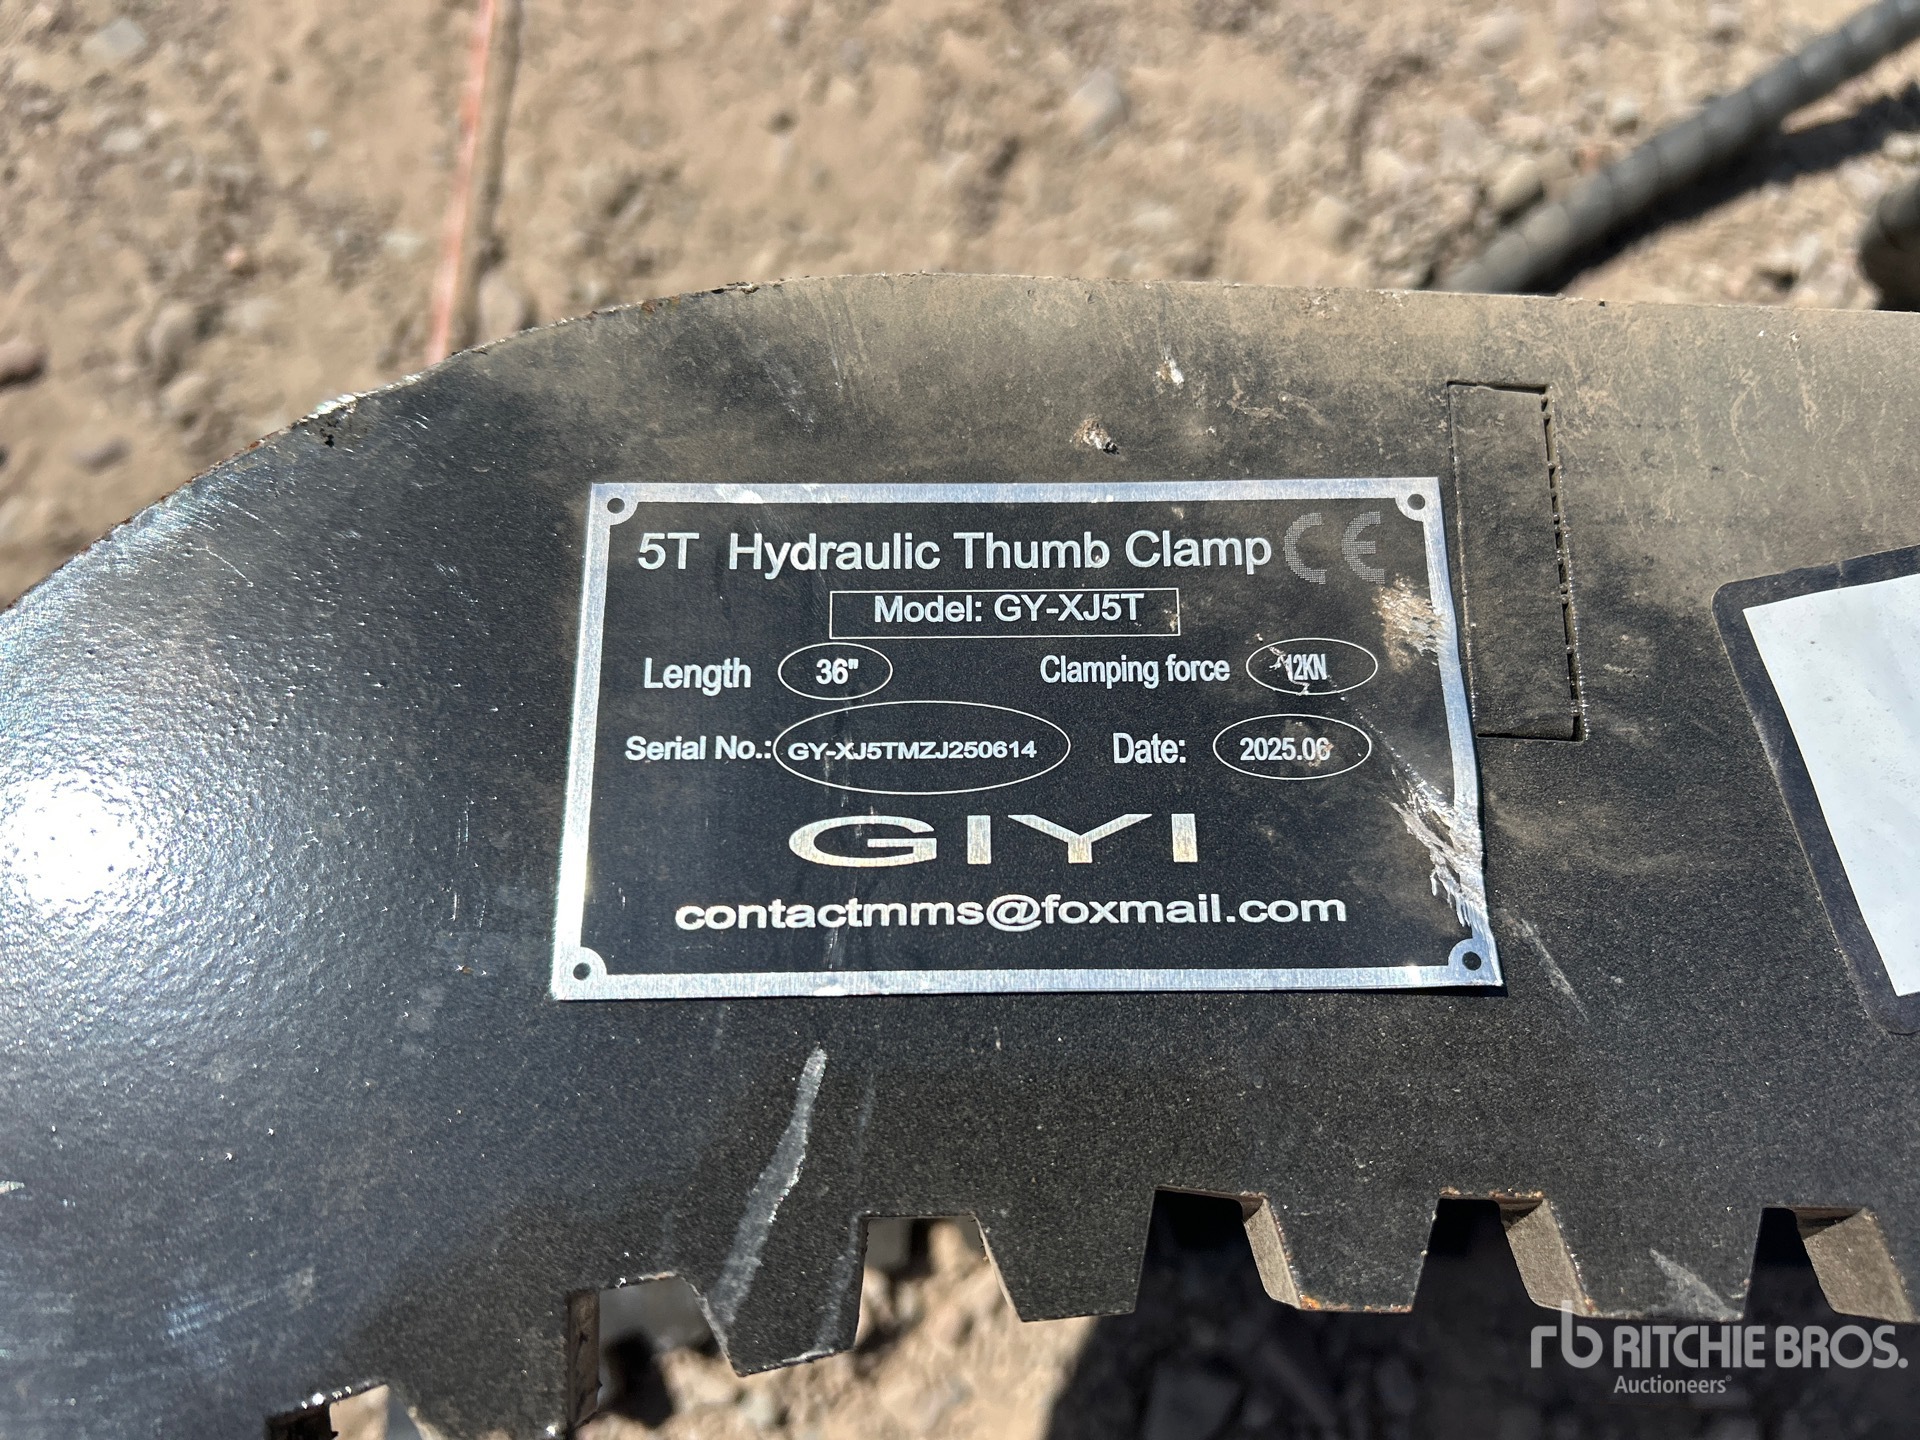 5T Hydraulic Thumb Clamp CE
Model: GY-XJ5T
Length 36" Clamping force 12KN
Serial No.: GY-XJ5TMZJ250614 Date: 2025.06
GIYI
contactmms@foxmail.com
rb RITCHIE BROS.
Auctioneers